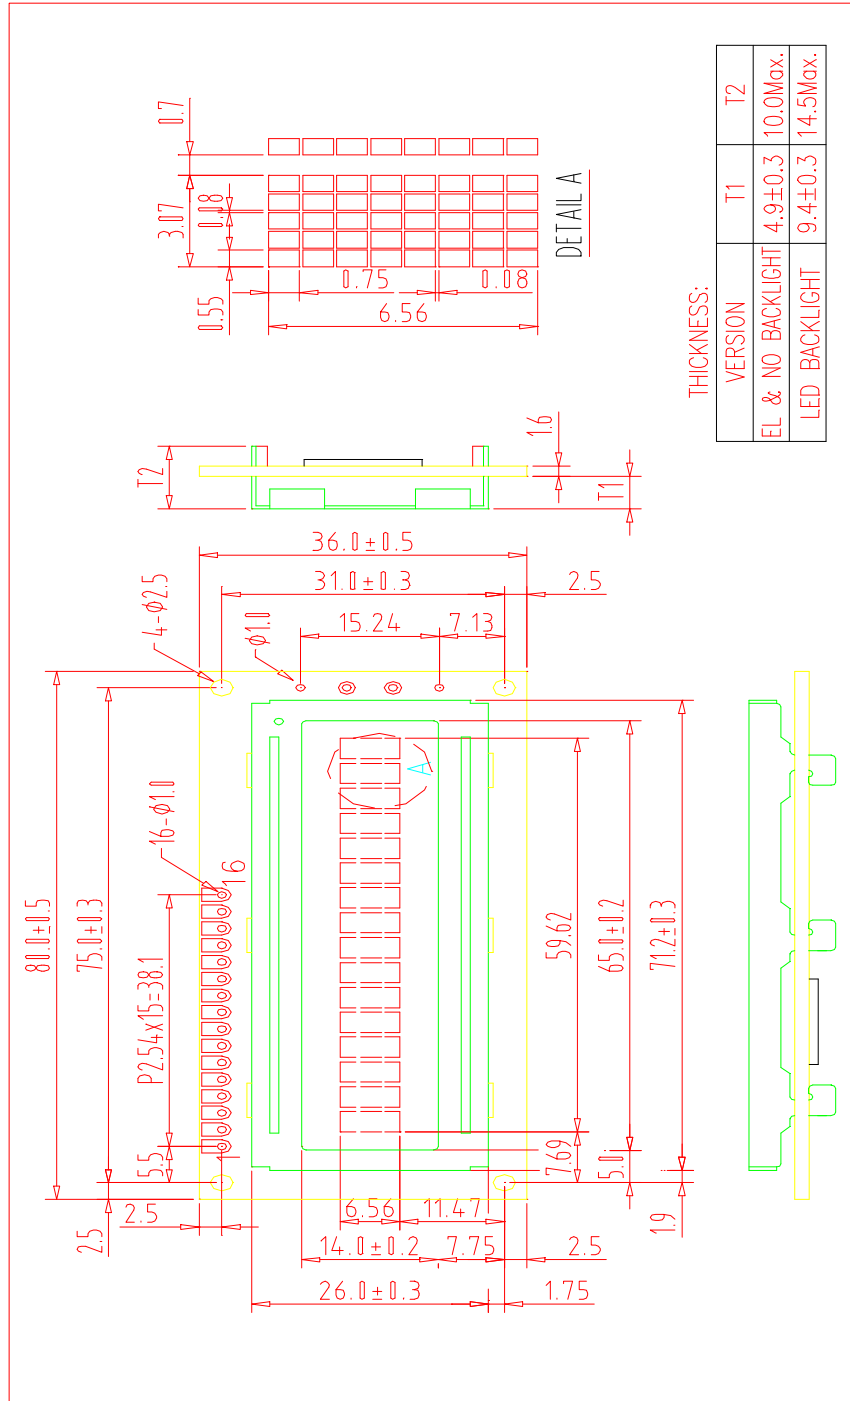 0.7
3.07
0.08
0.55
0.75
0.08
6.56
DETAIL A
THICKNESS:
VERSION T1 T2
EL & NO BACKLIGHT 4.9±0.3 10.0Max.
LED BACKLIGHT 9.4±0.3 14.5Max.
T2
1.6
T1
36.0±0.5
31.0±0.3
2.5
15.24
7.13
4-ϕ2.5
ϕ1.0
16-ϕ1.0
16
A
80.0±0.5
75.0±0.3
P2.54x15=38.1
5.5
1
2.5
2.5
59.62
65.0±0.2
71.2±0.3
7.69
5.0
1.9
6.56
11.47
14.0±0.2
7.75
2.5
26.0±0.3
1.75